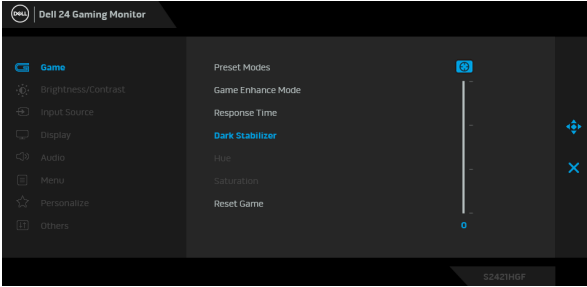 DELL Dell 24 Gaming Monitor
Game
Brightness/Contrast
Input Source
Display
Audio
Menu
Personalize
Others
Preset Modes
Game Enhance Mode
Response Time
Dark Stabilizer
Hue
Saturation
Reset Game
0
S2421HGF